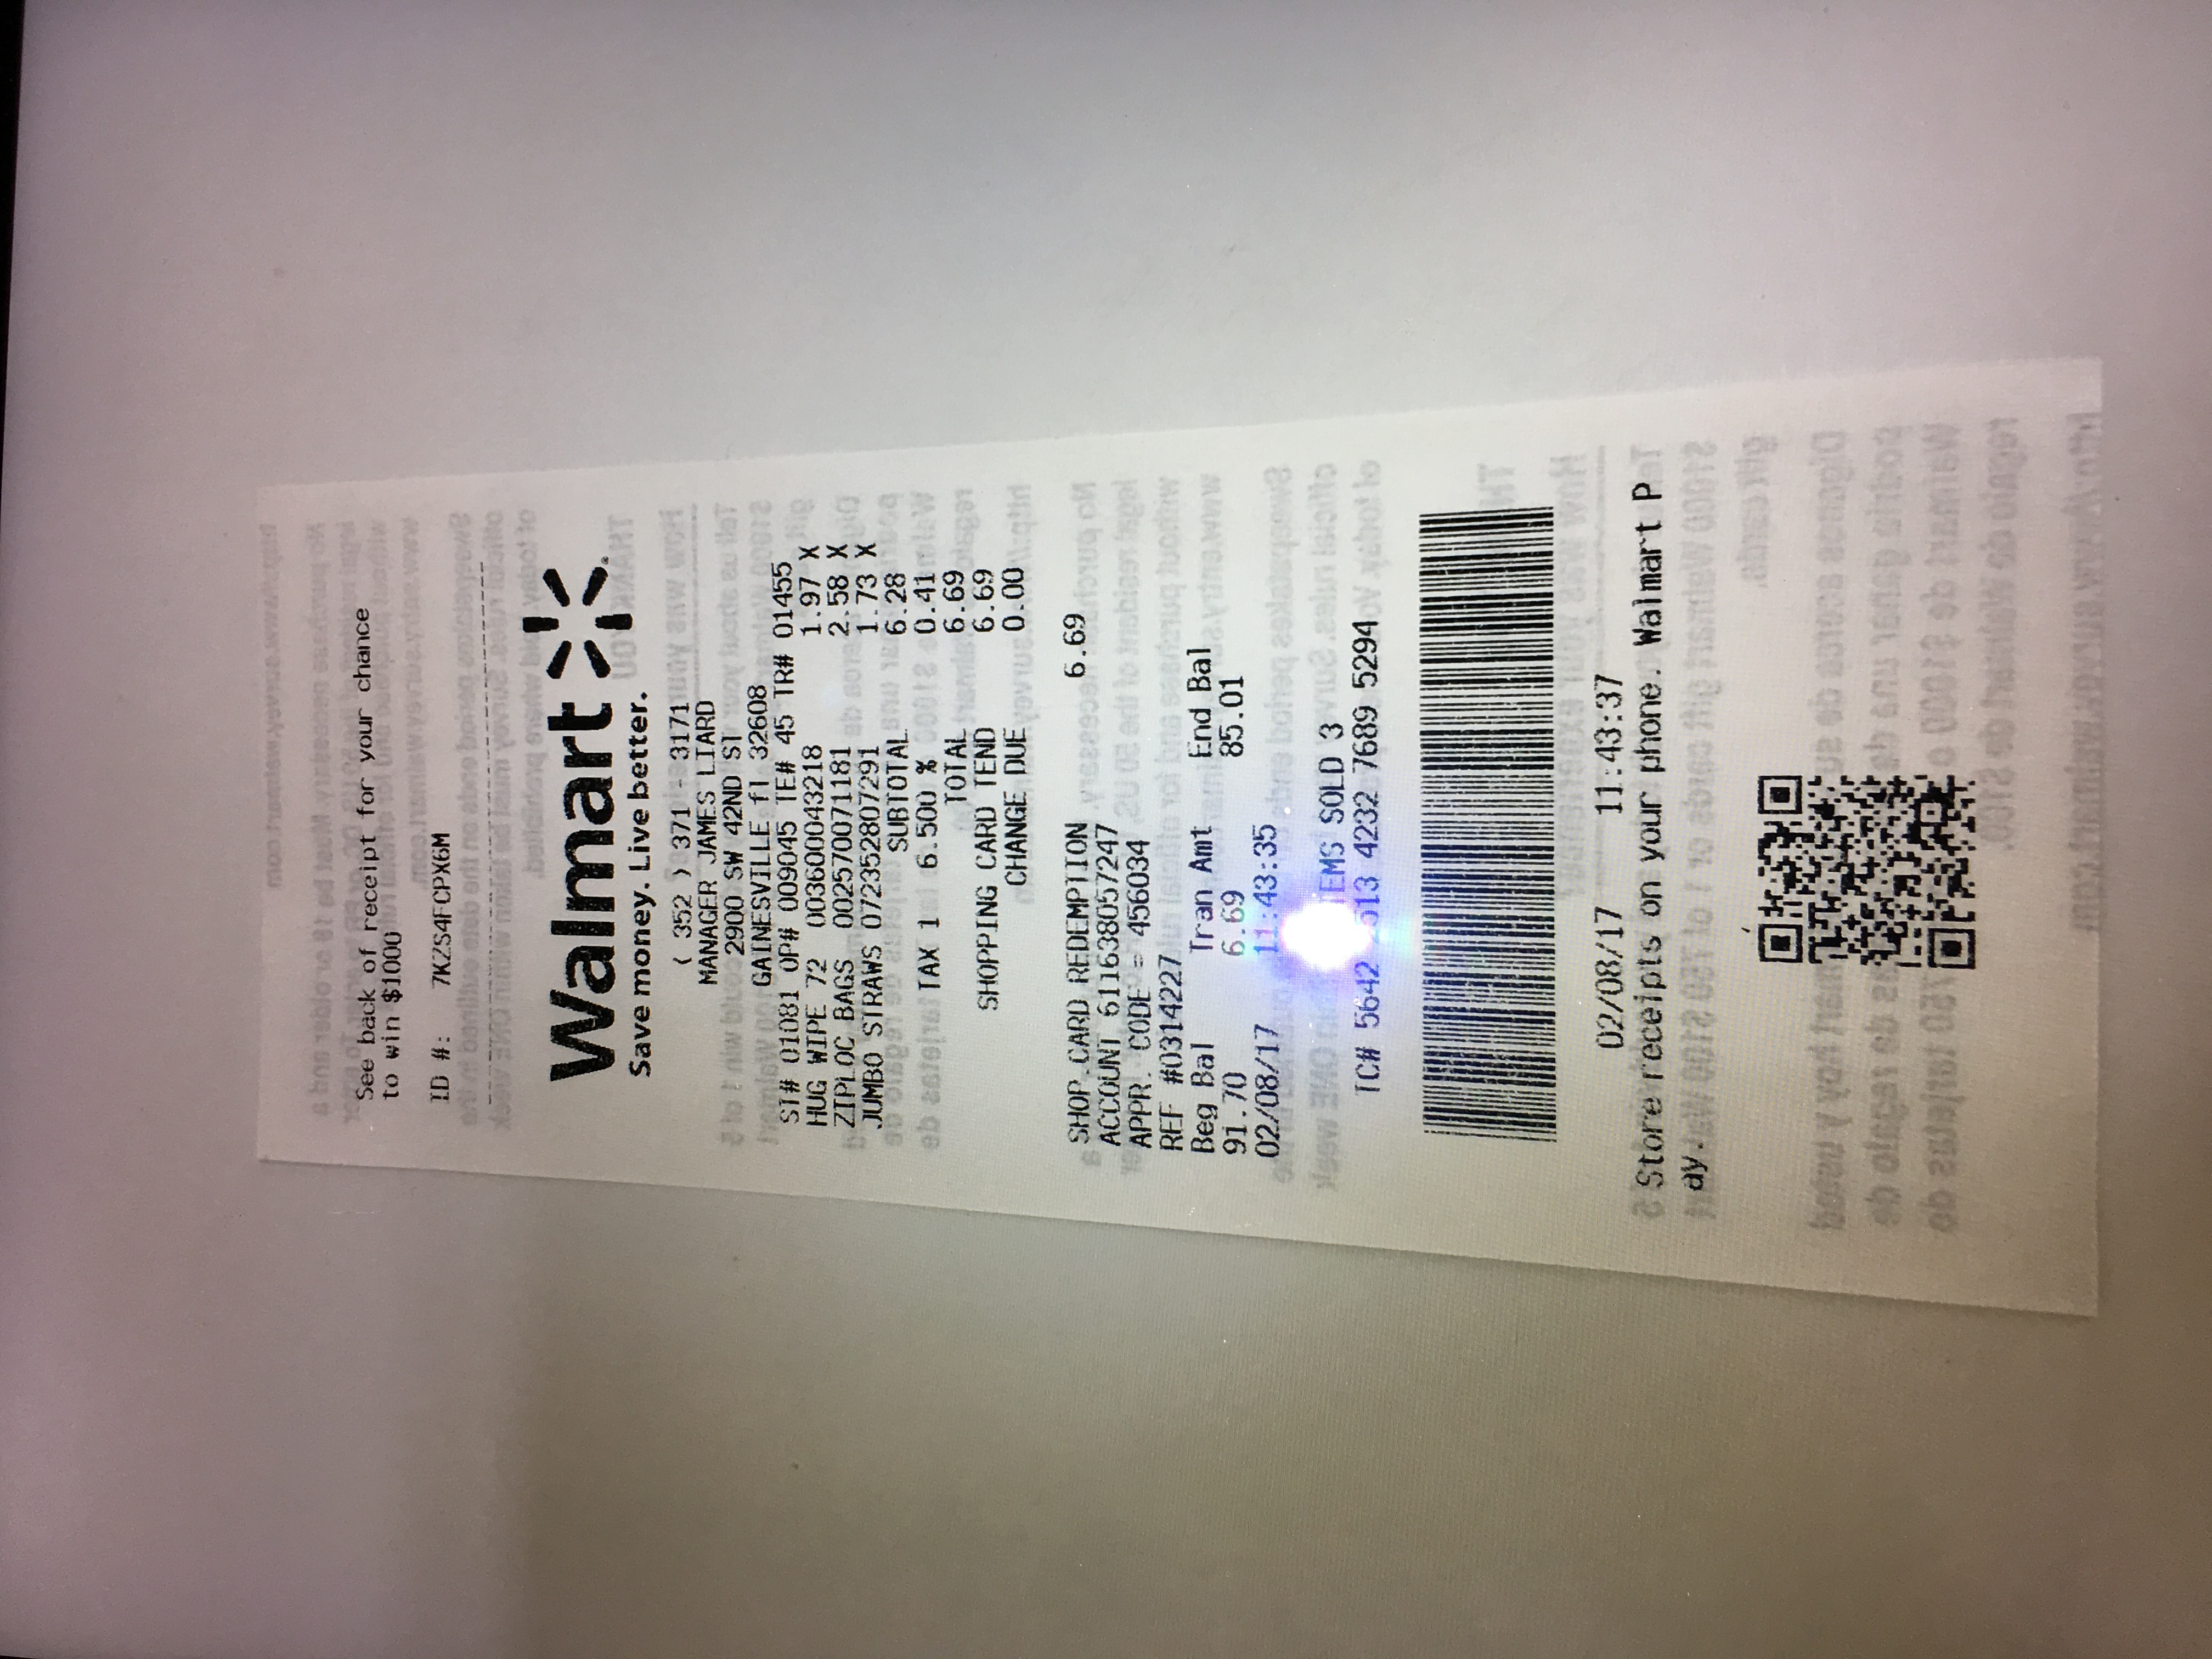 See back of receipt for your chance
to win $1000
ID #: 7KZS4FCPX6M
Walmart
Save money. Live better.
( 352 ) 371 - 3171
MANAGER JAMES LIARD
2900 SW 42ND ST
GAINESVILLE fl 32608
ST# 01081 OP# 009045 TE# 45 TR# 01455
HUG WIPE 72 003600043218 1.97 X
ZIPLOC BAGS 002570071181 2.58 X
JUMBO STRAWS 072352807291 1.73 X
SUBTOTAL 6.28
TAX 1 6.500 % 0.41
TOTAL 6.69
SHOPPING CARD TEND 6.69
CHANGE DUE 0.00
SHOP.CARD REDEMPTION 6.69
ACCOUNT 611638057247
APPR. CODE = 456034
REF #0314227
Beg Bal Tran Amt End Bal
91.70 6.69 85.01
02/08/17 11:43:35
SOLD 3
TC# 5642 4232 7689 5294
02/08/17 11:43:37
Store receipts on your phone. Walmart P
ay.